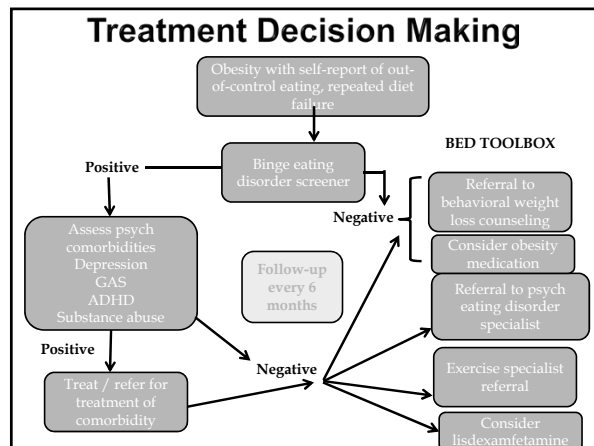 Treatment Decision Making
Obesity with self-report of out-
of-control eating, repeated diet
failure
Positive
Binge eating
disorder screener
BED TOOLBOX
Negative
Referral to
behavioral weight
loss counseling
Consider obesity
medication
Assess psych
comorbidities
Depression
GAS
ADHD
Substance abuse
Follow-up
every 6
months
Referral to psych
eating disorder
specialist
Positive
Negative
Treat / refer for
treatment of
comorbidity
Exercise specialist
referral
Consider
lisdexamfetamine